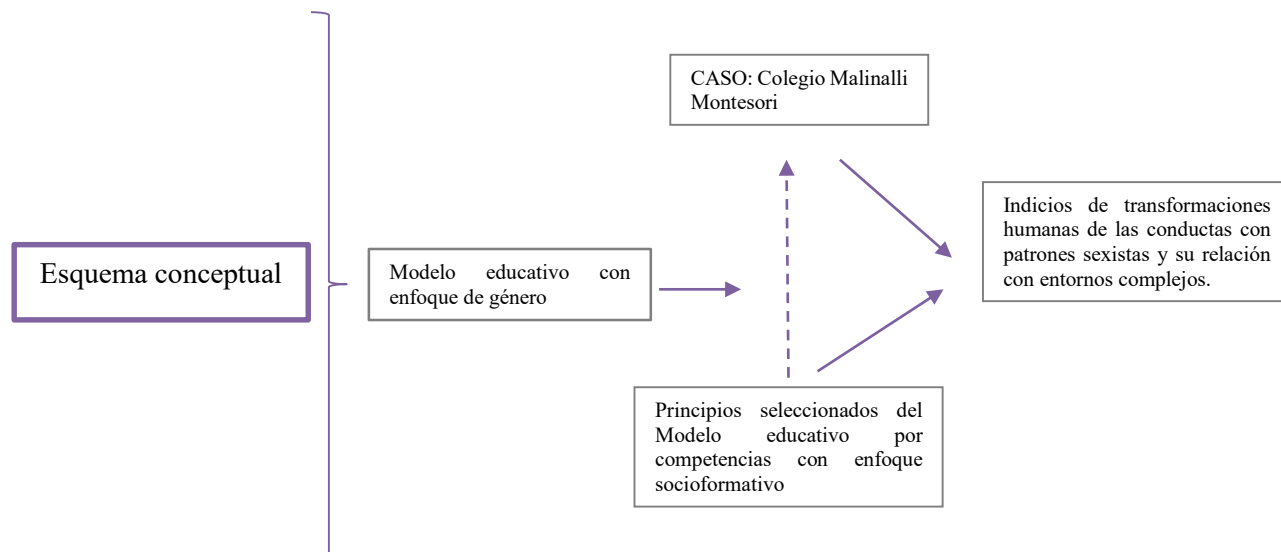 CASO: Colegio Malinalli
Montesori
Indicios de transformaciones
humanas de las conductas con
patrones sexistas y su relación
con entornos complejos.
Esquema conceptual
Modelo educativo con
enfoque de género
Principios seleccionados del
Modelo educativo por
competencias con enfoque
socioformativo